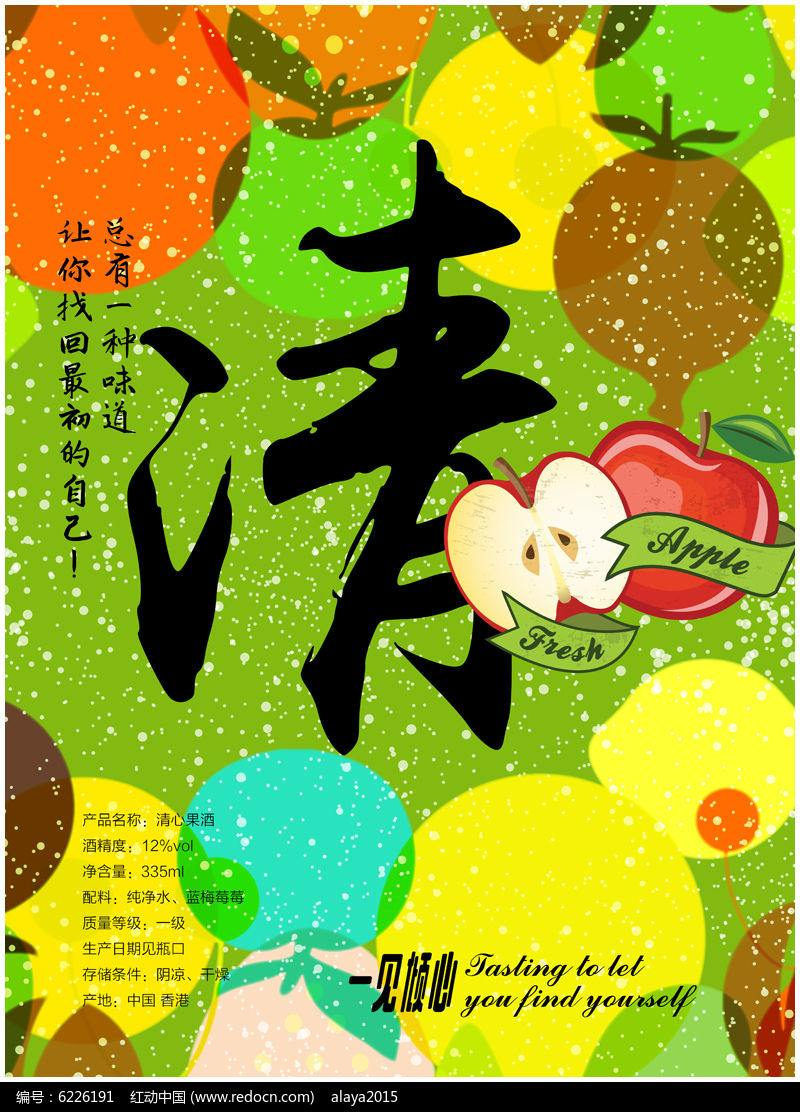 总有一种味道
让你找回最初的自己！
清
Apple
Fresh
产品名称：清心果酒
酒精度：12%vol
净含量：335ml
配料：纯净水、蓝梅莓莓
质量等级：一级
生产日期见瓶口
存储条件：阴凉、干燥
产地：中国 香港
一见倾心
Tasting to let
you find yourself
编号：6226191 红动中国 (www.redocn.com) alaya2015